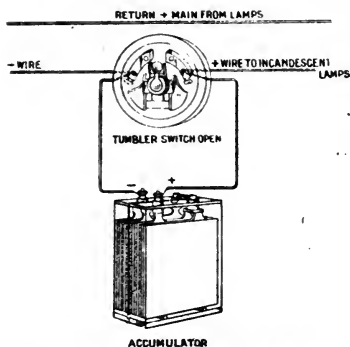 RETURN + MAIN FROM LAMPS
- WIRE
+ WIRE TO INCANDESCENT
LAMPS
TUMBLER SWITCH OPEN
- +
ACCUMULATOR